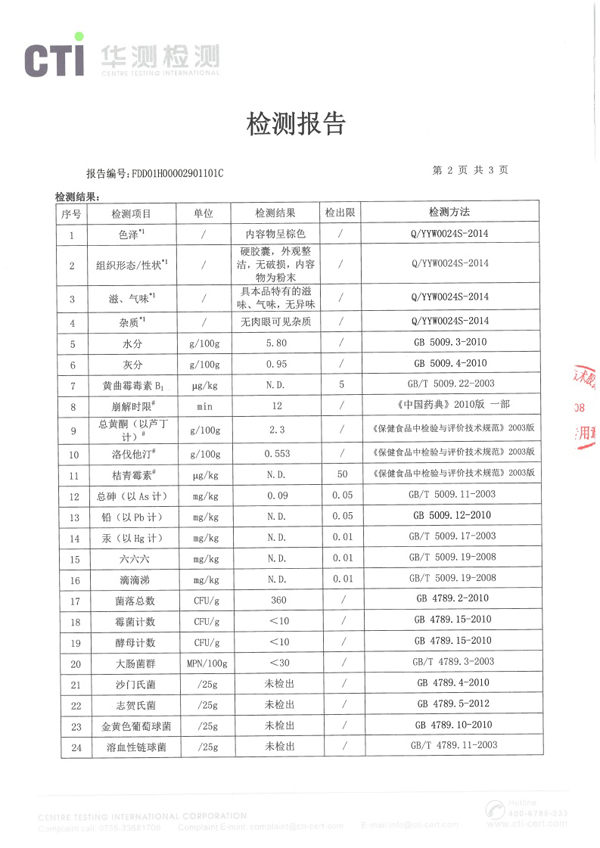 CTI 华测检测
CENTRE TESTING INTERNATIONAL
检测报告
报告编号:FDD01H00002901101C
第 2 页 共 3 页
检测结果:
序号 检测项目 单位 检测结果 检出限 检测方法
1 色泽*1 / 内容物呈棕色 / Q/YYW0024S-2014
2 组织形态/性状*1 / 硬胶囊，外观整洁，无破损，内容物为粉末 / Q/YYW0024S-2014
3 滋、气味*1 / 具本品特有的滋味、气味，无异味 / Q/YYW0024S-2014
4 杂质*1 / 无肉眼可见杂质 / Q/YYW0024S-2014
5 水分 g/100g 5.80 / GB 5009.3-2010
6 灰分 g/100g 0.95 / GB 5009.4-2010
7 黄曲霉毒素 B₁ μg/kg N.D. 5 GB/T 5009.22-2003
8 崩解时限# min 12 / 《中国药典》2010版 一部
9 总黄酮（以芦丁计）# g/100g 2.3 / 《保健食品中检验与评价技术规范》2003版
10 洛伐他汀# g/100g 0.553 / 《保健食品中检验与评价技术规范》2003版
11 桔青霉素# μg/kg N.D. 50 《保健食品中检验与评价技术规范》2003版
12 总砷（以 As 计） mg/kg 0.09 0.05 GB/T 5009.11-2003
13 铅（以 Pb 计） mg/kg N.D. 0.05 GB 5009.12-2010
14 汞（以 Hg 计） mg/kg N.D. 0.01 GB/T 5009.17-2003
15 六六六 mg/kg N.D. 0.01 GB/T 5009.19-2008
16 滴滴涕 mg/kg N.D. 0.01 GB/T 5009.19-2008
17 菌落总数 CFU/g 360 / GB 4789.2-2010
18 霉菌计数 CFU/g ＜10 / GB 4789.15-2010
19 酵母计数 CFU/g ＜10 / GB 4789.15-2010
20 大肠菌群 MPN/100g ＜30 / GB/T 4789.3-2003
21 沙门氏菌 /25g 未检出 / GB 4789.4-2010
22 志贺氏菌 /25g 未检出 / GB 4789.5-2012
23 金黄色葡萄球菌 /25g 未检出 / GB 4789.10-2010
24 溶血性链球菌 /25g 未检出 / GB/T 4789.11-2003
CENTRE TESTING INTERNATIONAL CORPORATION
Hotline
www.cti-cert.com